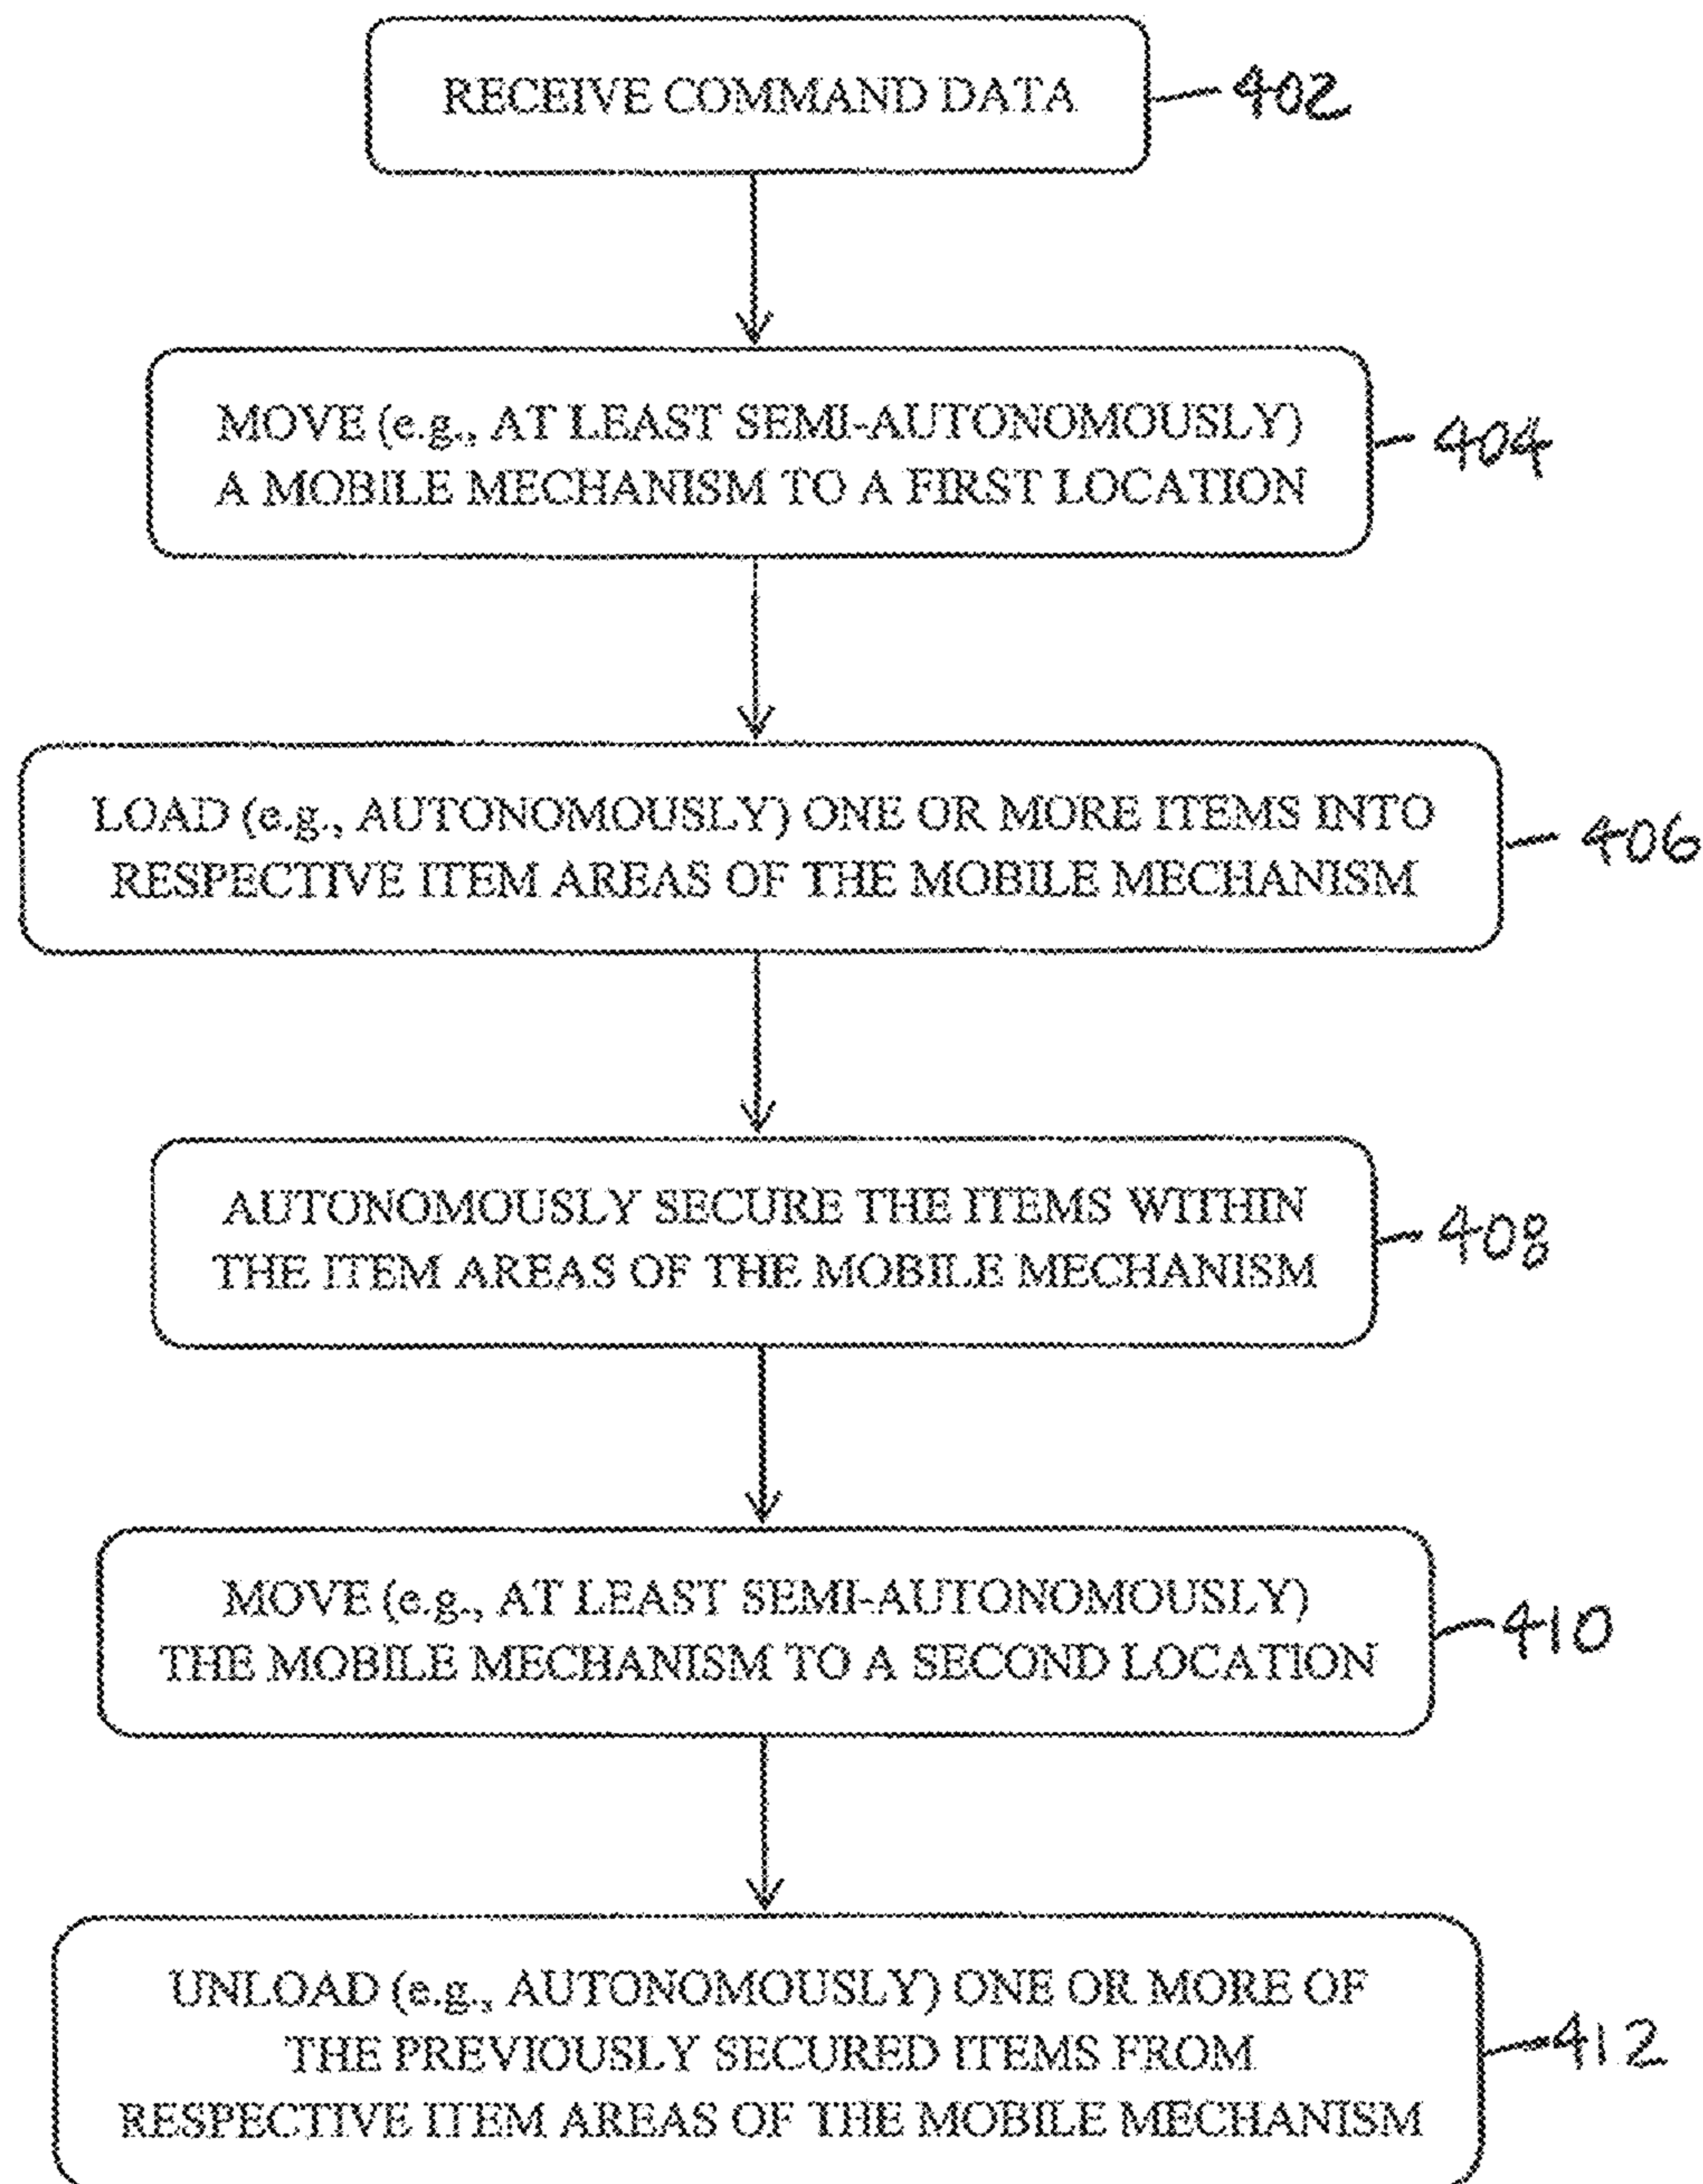 RECEIVE COMMAND DATA
402
MOVE (e.g., AT LEAST SEMI-AUTONOMOUSLY)
A MOBILE MECHANISM TO A FIRST LOCATION
404
LOAD (e.g., AUTONOMOUSLY) ONE OR MORE ITEMS INTO
RESPECTIVE ITEM AREAS OF THE MOBILE MECHANISM
406
AUTONOMOUSLY SECURE THE ITEMS WITHIN
THE ITEM AREAS OF THE MOBILE MECHANISM
408
MOVE (e.g., AT LEAST SEMI-AUTONOMOUSLY)
THE MOBILE MECHANISM TO A SECOND LOCATION
410
UNLOAD (e.g., AUTONOMOUSLY) ONE OR MORE OF
THE PREVIOUSLY SECURED ITEMS FROM
RESPECTIVE ITEM AREAS OF THE MOBILE MECHANISM
412